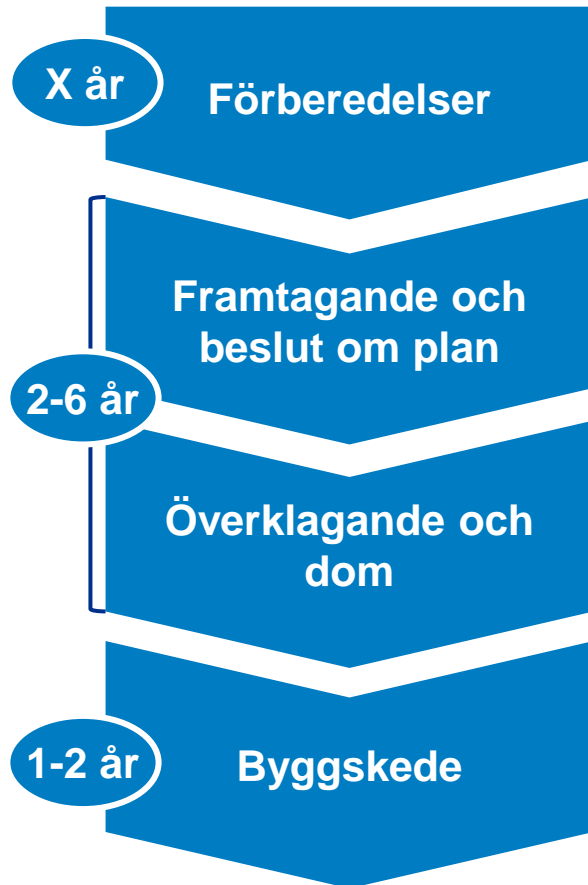 X år
Förberedelser
Framtagande och
beslut om plan
2-6 år
Överklagande och
dom
1-2 år
Byggskede